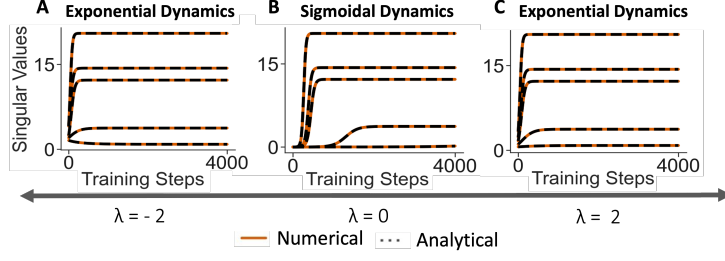 A Exponential Dynamics
B Sigmoidal Dynamics
C Exponential Dynamics
Singular Values
15
0
0 4000
Training Steps
15
0
0 4000
Training Steps
15
0
0 4000
Training Steps
λ = - 2
λ = 0
λ = 2
Numerical
Analytical